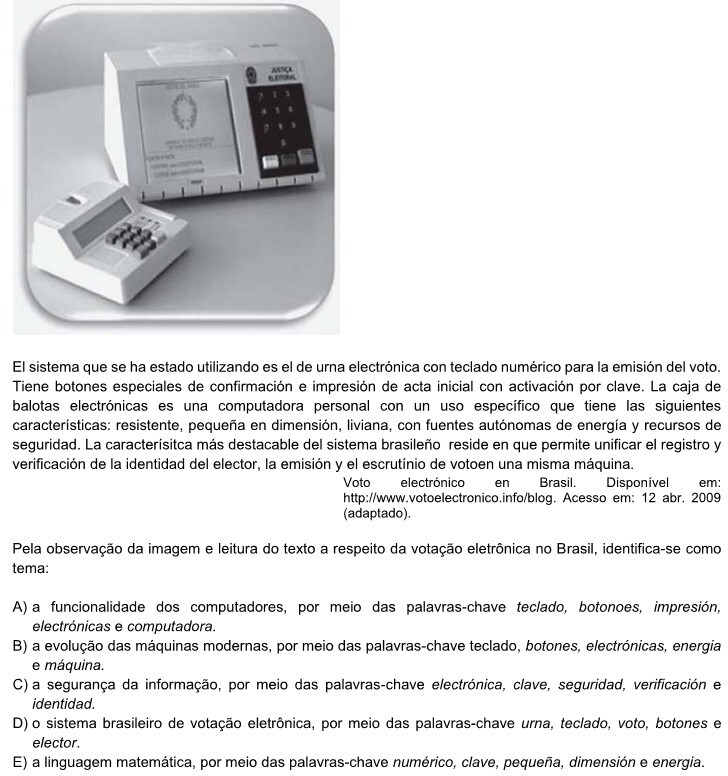 JUSTIÇA
ELEITORAL
El sistema que se ha estado utilizando es el de urna electrónica con teclado numérico para la emisión del voto.
Tiene botones especiales de confirmación e impresión de acta inicial con activación por clave. La caja de
balotas electrónicas es una computadora personal con un uso específico que tiene las siguientes
características: resistente, pequeña en dimensión, liviana, con fuentes autónomas de energía y recursos de
seguridad. La caracterísitca más destacable del sistema brasileño reside en que permite unificar el registro y
verificación de la identidad del elector, la emisión y el escrutínio de votoen una misma máquina.
Voto electrónico en Brasil. Disponível em:
http://www.votoelectronico.info/blog. Acesso em: 12 abr. 2009
(adaptado).
Pela observação da imagem e leitura do texto a respeito da votação eletrônica no Brasil, identifica-se como
tema:
A) a funcionalidade dos computadores, por meio das palavras-chave teclado, botonoes, impresión,
electrónicas e computadora.
B) a evolução das máquinas modernas, por meio das palavras-chave teclado, botones, electrónicas, energia
e máquina.
C) a segurança da informação, por meio das palavras-chave electrónica, clave, seguridad, verificación e
identidad.
D) o sistema brasileiro de votação eletrônica, por meio das palavras-chave urna, teclado, voto, botones e
elector.
E) a linguagem matemática, por meio das palavras-chave numérico, clave, pequeña, dimensión e energia.